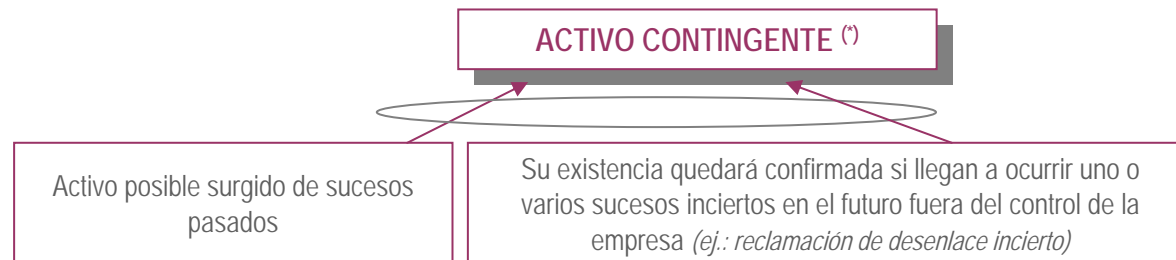 ACTIVO CONTINGENTE (*)
Activo posible surgido de sucesos
pasados
Su existencia quedará confirmada si llegan a ocurrir uno o
varios sucesos inciertos en el futuro fuera del control de la
empresa (ej.: reclamación de desenlace incierto)